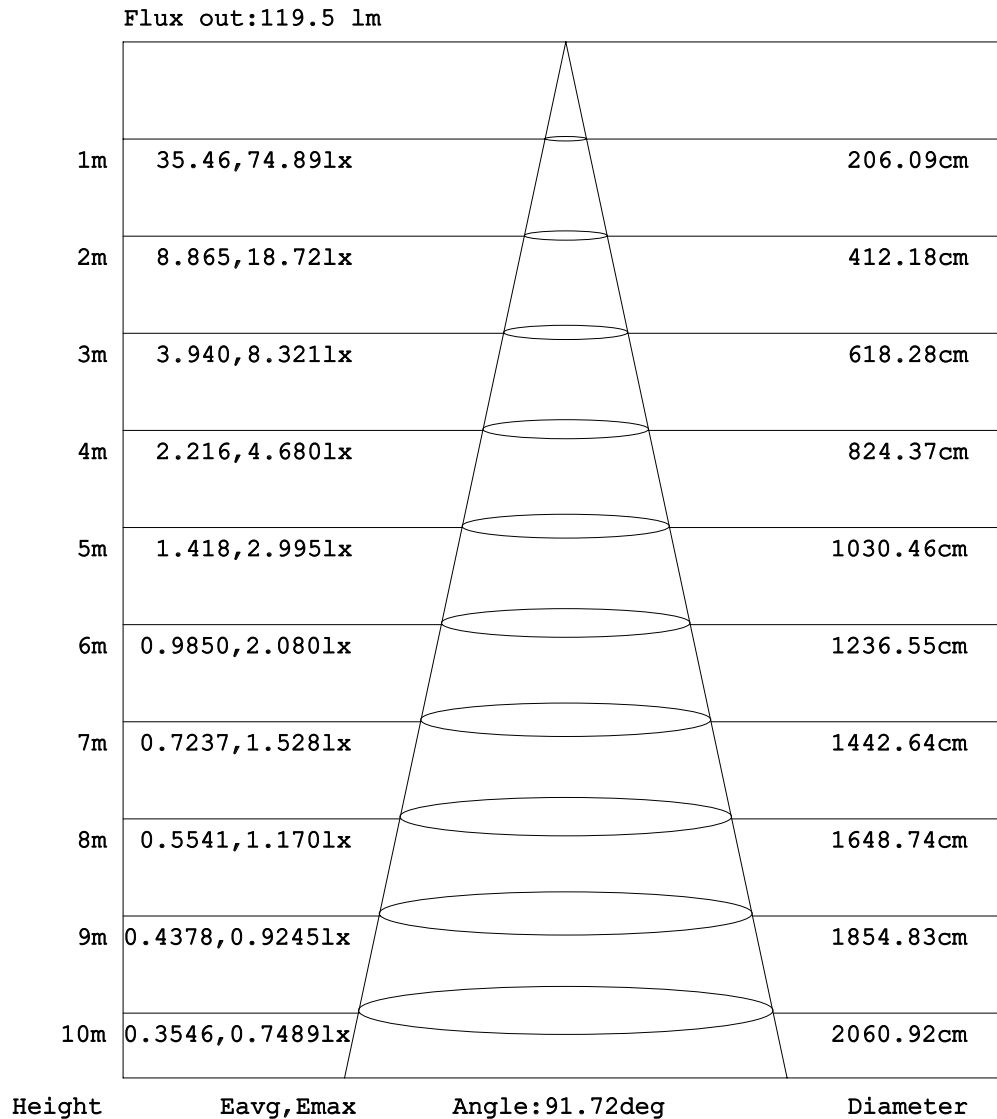 Flux out:119.5 lm
1m 35.46,74.89lx 206.09cm
2m 8.865,18.72lx 412.18cm
3m 3.940,8.321lx 618.28cm
4m 2.216,4.680lx 824.37cm
5m 1.418,2.995lx 1030.46cm
6m 0.9850,2.080lx 1236.55cm
7m 0.7237,1.528lx 1442.64cm
8m 0.5541,1.170lx 1648.74cm
9m 0.4378,0.9245lx 1854.83cm
10m 0.3546,0.7489lx 2060.92cm
Height Eavg,Emax Angle:91.72deg Diameter